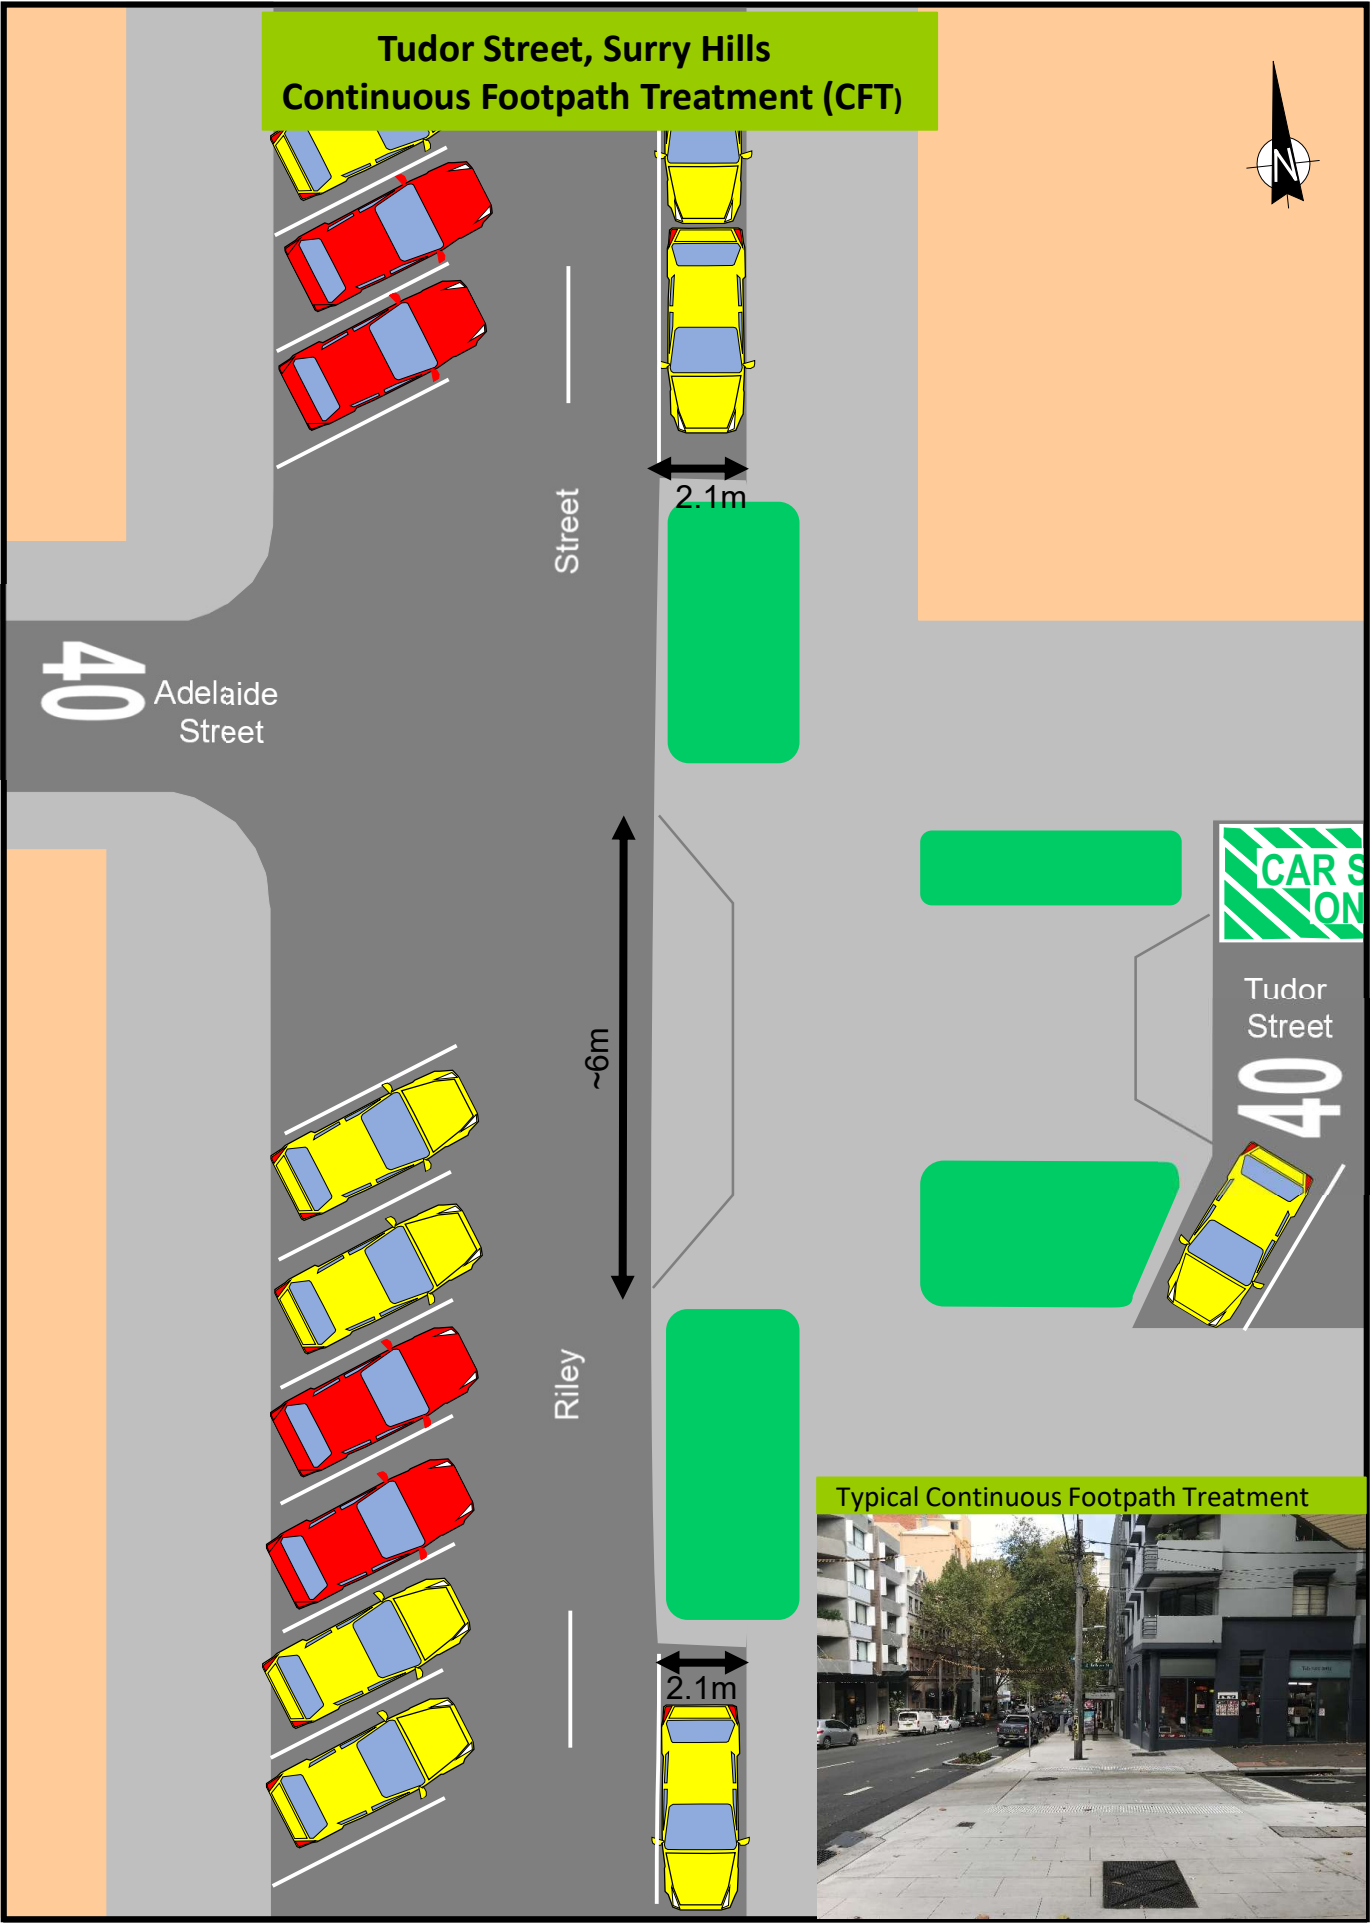 Tudor Street, Surry Hills
Continuous Footpath Treatment (CFT)
N
2.1m
Street
40
Adelaide
Street
CAR S
ON
Tudor
Street
40
~6m
Riley
2.1m
Typical Continuous Footpath Treatment